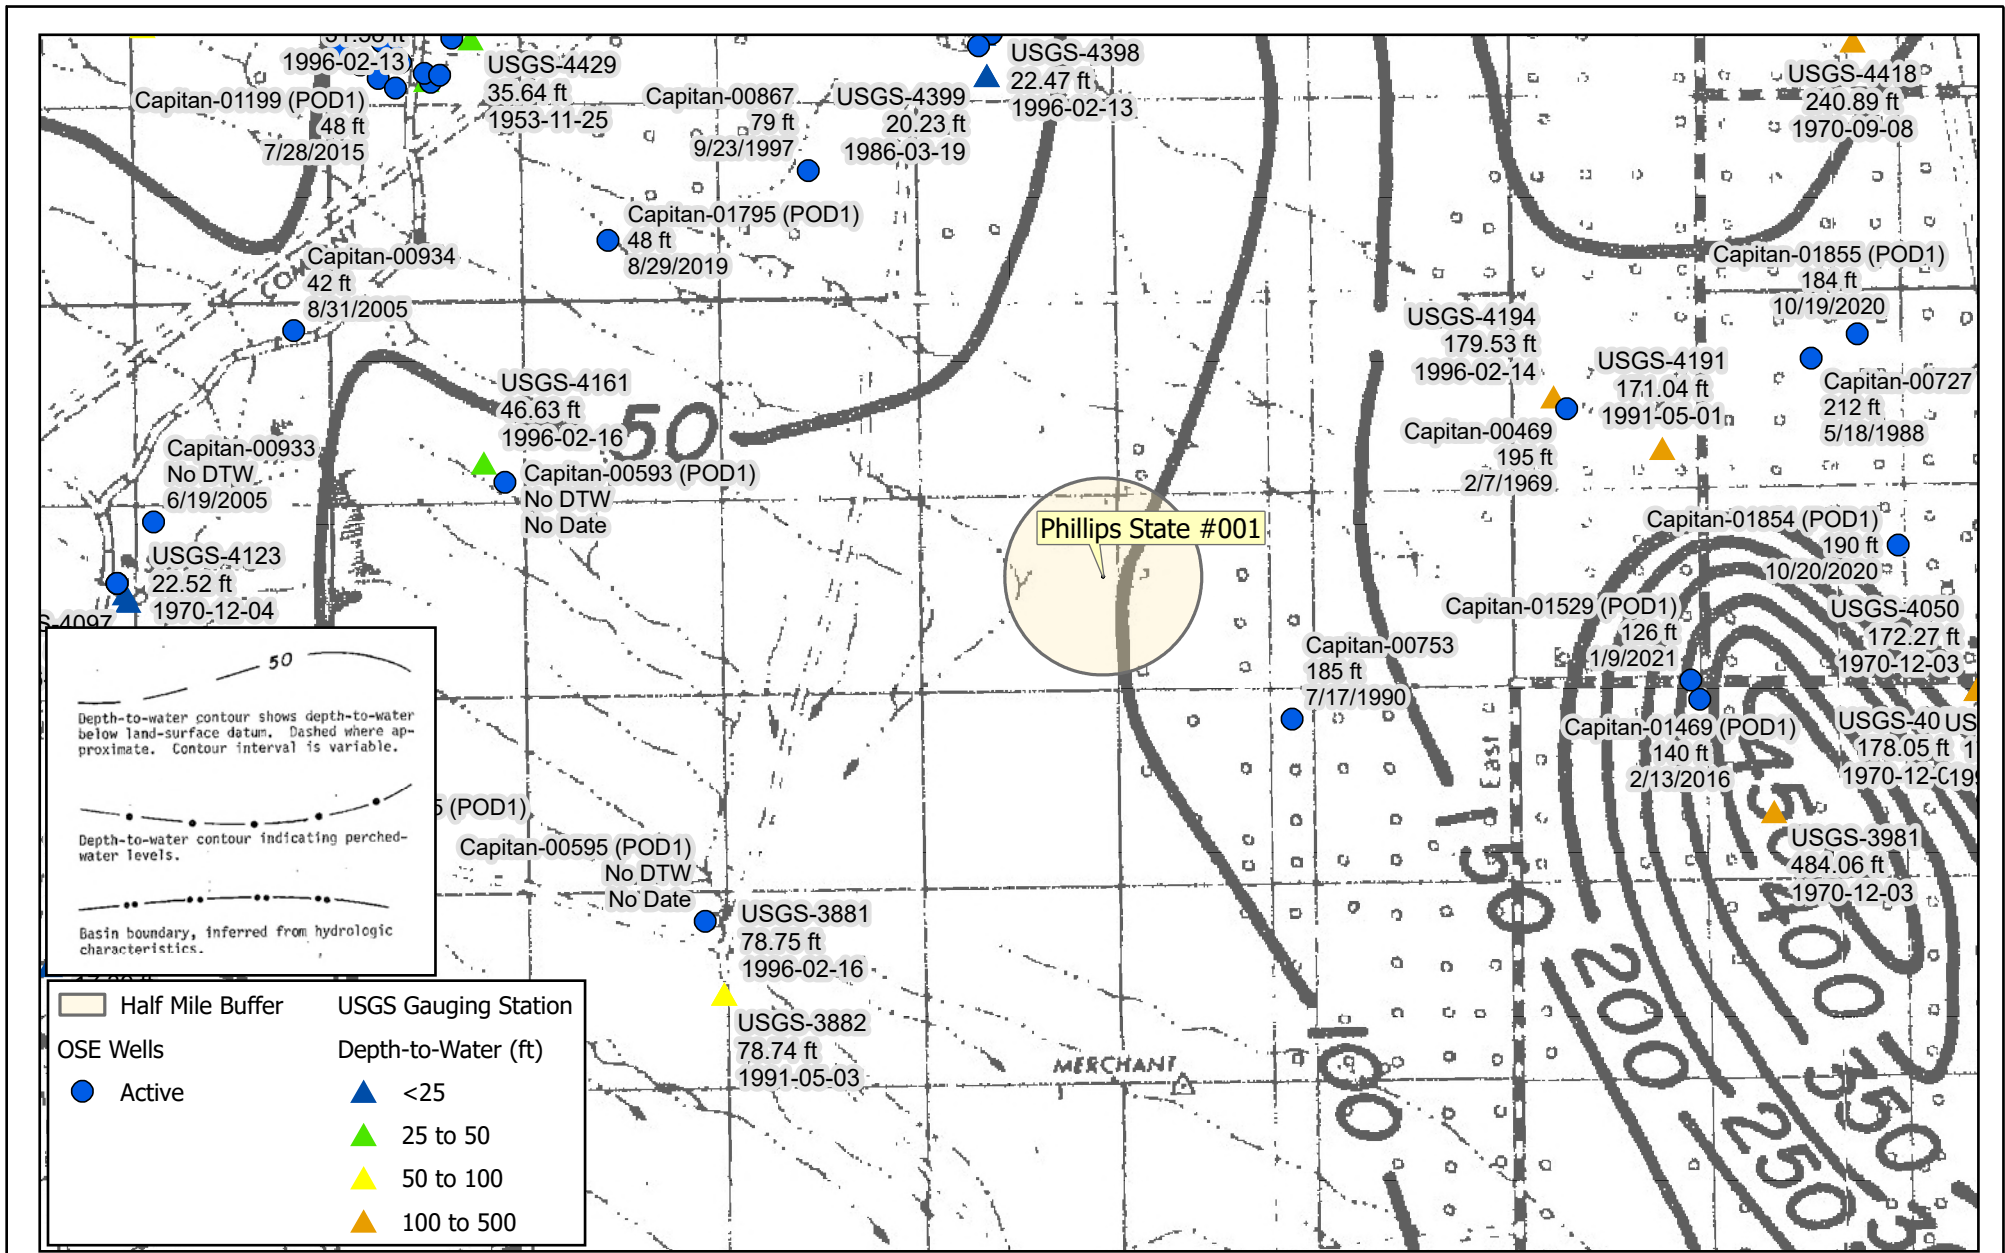 1996-02-13
Capitan-01199 (POD1)
48 ft
7/28/2015
USGS-4429
35.64 ft
1953-11-25
Capitan-00867
79 ft
9/23/1997
USGS-4399
20.23 ft
1986-03-19
USGS-4398
22.47 ft
1996-02-13
USGS-4418
240.89 ft
1970-09-08
Capitan-01795 (POD1)
48 ft
8/29/2019
Capitan-00934
42 ft
8/31/2005
Capitan-01855 (POD1)
184 ft
10/19/2020
USGS-4194
179.53 ft
1996-02-14
USGS-4191
171.04 ft
1991-05-01
Capitan-00727
212 ft
5/18/1988
Capitan-00469
195 ft
2/7/1969
USGS-4161
46.63 ft
1996-02-16
50
Capitan-00933
No DTW
6/19/2005
Capitan-00593 (POD1)
No DTW
No Date
Phillips State #001
USGS-4123
22.52 ft
1970-12-04
S-4097
Capitan-01854 (POD1)
190 ft
10/20/2020
Capitan-01529 (POD1)
126 ft
1/9/2021
USGS-4050
172.27 ft
1970-12-03
Capitan-00753
185 ft
7/17/1990
Capitan-01469 (POD1)
140 ft
2/13/2016
USGS-40
178.05 ft
1970-12-0
US
199
East
USGS-3981
484.06 ft
1970-12-03
5 (POD1)
Capitan-00595 (POD1)
No DTW
No Date
USGS-3881
78.75 ft
1996-02-16
USGS-3882
78.74 ft
1991-05-03
MERCHANT
100
150
200
250
350
400
450
50
Depth-to-water contour shows depth-to-water
below land-surface datum. Dashed where ap-
proximate. Contour interval is variable.
Depth-to-water contour indicating perched-
water levels.
Basin boundary, inferred from hydrologic
characteristics.
Half Mile Buffer
OSE Wells
Active
USGS Gauging Station
Depth-to-Water (ft)
<25
25 to 50
50 to 100
100 to 500